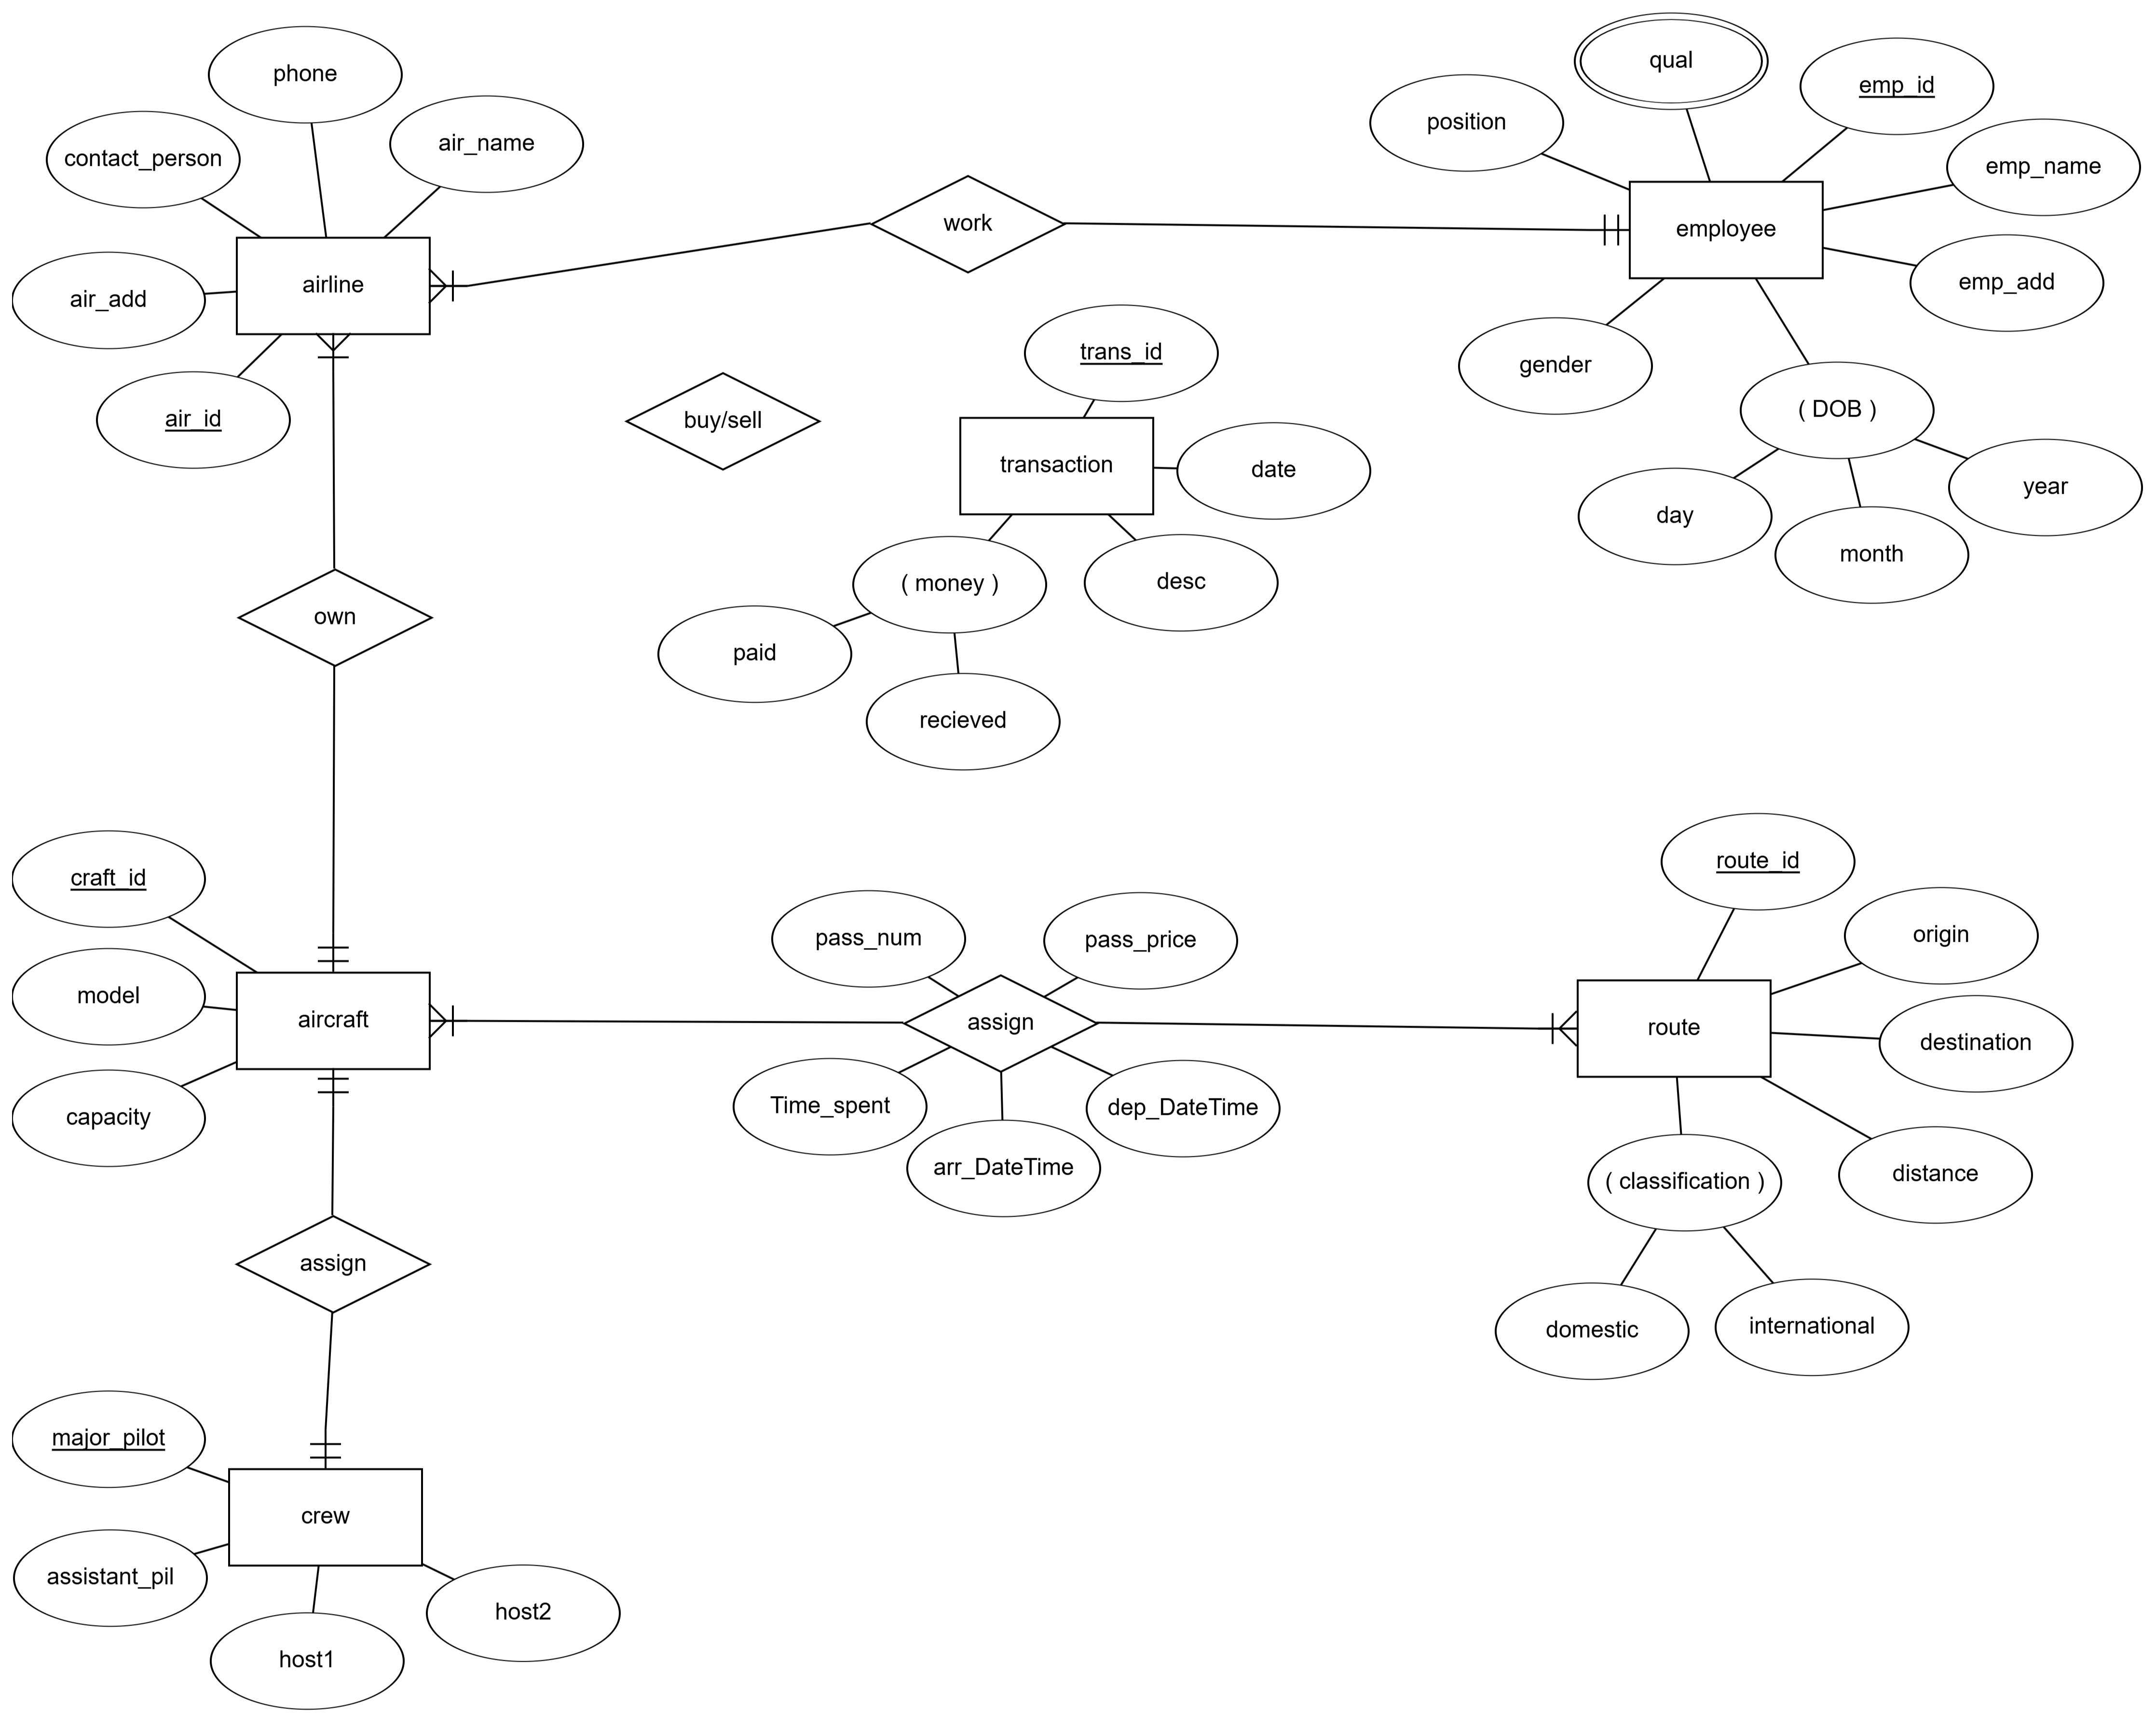 phone
contact_person
air_name
airline
air_add
air_id
work
qual
position
emp_id
emp_name
employee
emp_add
gender
( DOB )
day
month
year
buy/sell
trans_id
transaction
date
( money )
desc
paid
recieved
own
craft_id
model
aircraft
capacity
pass_num
pass_price
assign
Time_spent
arr_DateTime
dep_DateTime
route_id
origin
route
destination
distance
( classification )
domestic
international
assign
major_pilot
crew
assistant_pil
host1
host2